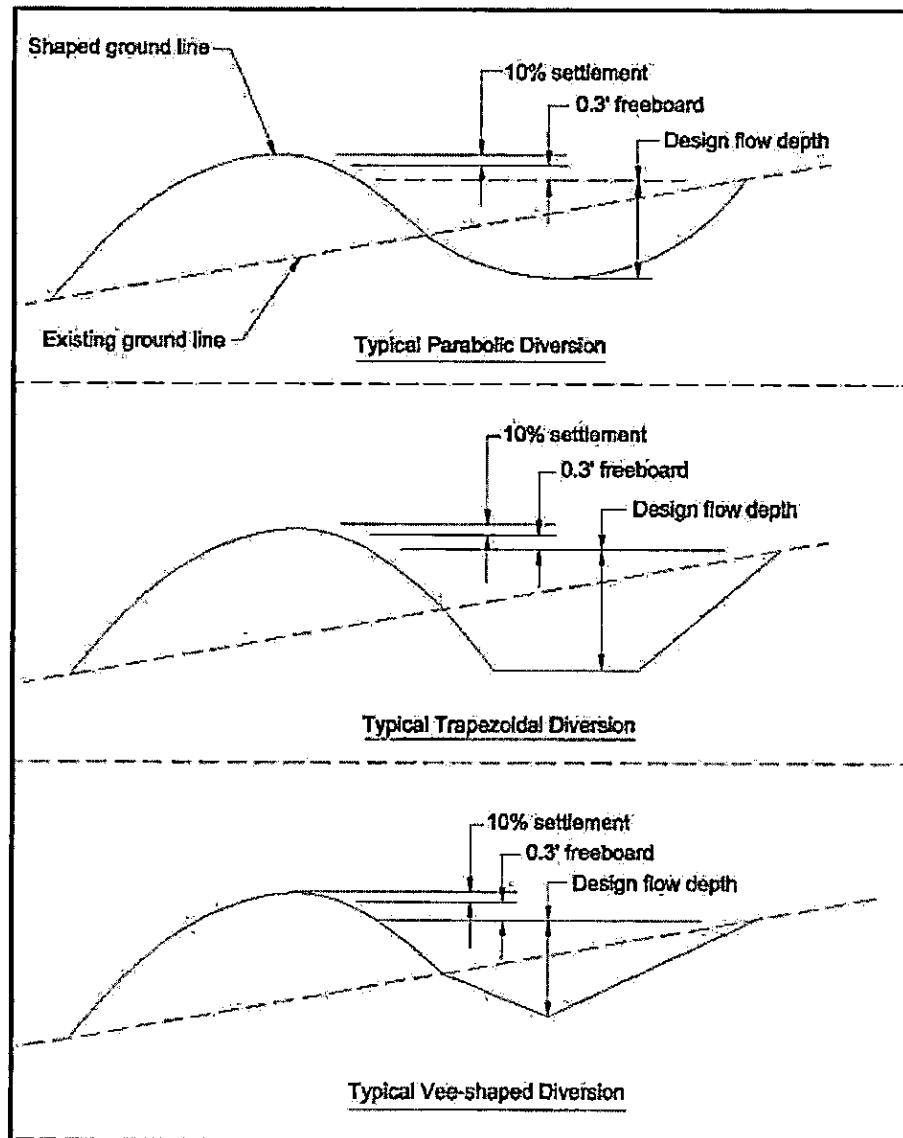 Shaped ground line
10% settlement
0.3' freeboard
Design flow depth
Existing ground line
Typical Parabolic Diversion
10% settlement
0.3' freeboard
Design flow depth
Typical Trapezoidal Diversion
10% settlement
0.3' freeboard
Design flow depth
Typical Vee-shaped Diversion